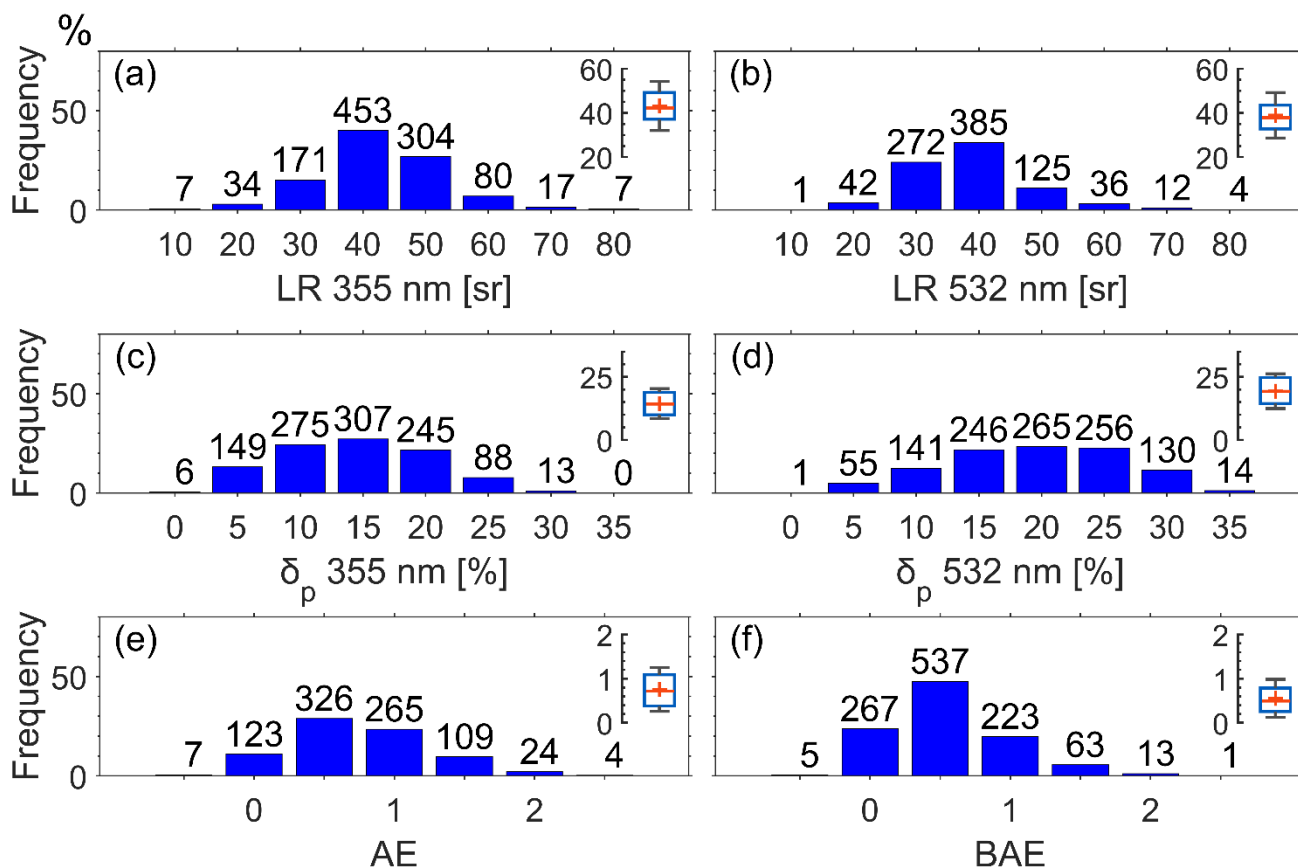 %
(a)
60
40
20
Frequency
50
0
7 34 171 453 304 80 17 7
10 20 30 40 50 60 70 80
LR 355 nm [sr]
(b)
60
40
20
1 42 272 385 125 36 12 4
10 20 30 40 50 60 70 80
LR 532 nm [sr]
(c)
25
0
Frequency
50
0
6 149 275 307 245 88 13 0
0 5 10 15 20 25 30 35
δp 355 nm [%]
(d)
25
0
1 55 141 246 265 256 130 14
0 5 10 15 20 25 30 35
δp 532 nm [%]
(e)
2
1
0
Frequency
50
0
7 123 326 265 109 24 4
0 1 2
AE
(f)
2
1
0
5 267 537 223 63 13 1
0 1 2
BAE